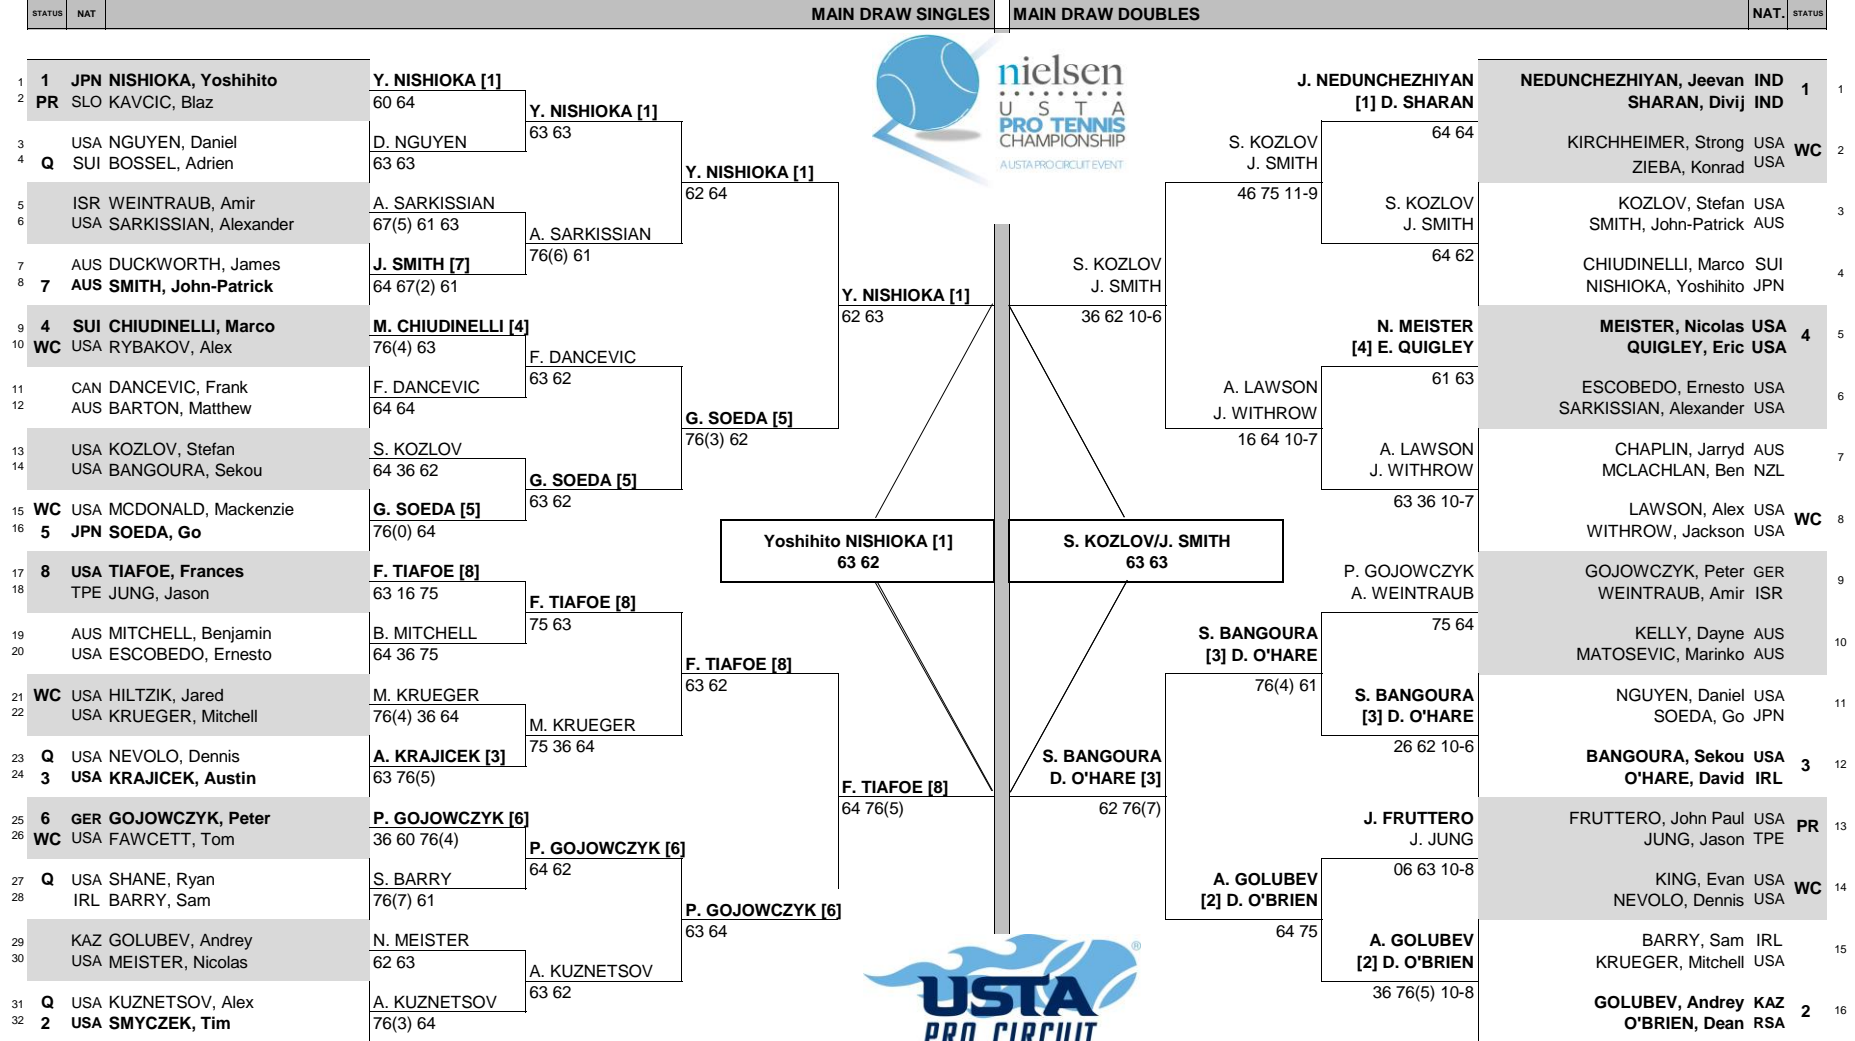 STATUS NAT MAIN DRAW SINGLES MAIN DRAW DOUBLES NAT. STATUS
nielsen
USTA
PRO TENNIS
CHAMPIONSHIP
A USTA PRO CIRCUIT EVENT
1 1 JPN NISHIOKA, Yoshihito
2 PR SLO KAVCIC, Blaz
3 USA NGUYEN, Daniel
4 Q SUI BOSSEL, Adrien
5 ISR WEINTRAUB, Amir
6 USA SARKISSIAN, Alexander
7 AUS DUCKWORTH, James
8 7 AUS SMITH, John-Patrick
9 4 SUI CHIUDINELLI, Marco
10 WC USA RYBAKOV, Alex
11 CAN DANCEVIC, Frank
12 AUS BARTON, Matthew
13 USA KOZLOV, Stefan
14 USA BANGOURA, Sekou
15 WC USA MCDONALD, Mackenzie
16 5 JPN SOEDA, Go
17 8 USA TIAFOE, Frances
18 TPE JUNG, Jason
19 AUS MITCHELL, Benjamin
20 USA ESCOBEDO, Ernesto
21 WC USA HILTZIK, Jared
22 USA KRUEGER, Mitchell
23 Q USA NEVOLO, Dennis
24 3 USA KRAJICEK, Austin
25 6 GER GOJOWCZYK, Peter
26 WC USA FAWCETT, Tom
27 Q USA SHANE, Ryan
28 IRL BARRY, Sam
29 KAZ GOLUBEV, Andrey
30 USA MEISTER, Nicolas
31 Q USA KUZNETSOV, Alex
32 2 USA SMYCZEK, Tim
Y. NISHIOKA [1]
60 64
D. NGUYEN
63 63
A. SARKISSIAN
67(5) 61 63
J. SMITH [7]
64 67(2) 61
M. CHIUDINELLI [4]
76(4) 63
F. DANCEVIC
64 64
S. KOZLOV
64 36 62
G. SOEDA [5]
76(0) 64
F. TIAFOE [8]
63 16 75
B. MITCHELL
64 36 75
M. KRUEGER
76(4) 36 64
A. KRAJICEK [3]
63 76(5)
P. GOJOWCZYK [6]
36 60 76(4)
S. BARRY
76(7) 61
N. MEISTER
62 63
A. KUZNETSOV
76(3) 64
Y. NISHIOKA [1]
63 63
A. SARKISSIAN
76(6) 61
F. DANCEVIC
63 62
G. SOEDA [5]
63 62
F. TIAFOE [8]
75 63
M. KRUEGER
75 36 64
P. GOJOWCZYK [6]
64 62
A. KUZNETSOV
63 62
Y. NISHIOKA [1]
62 64
G. SOEDA [5]
76(3) 62
F. TIAFOE [8]
63 62
P. GOJOWCZYK [6]
63 64
Y. NISHIOKA [1]
62 63
F. TIAFOE [8]
64 76(5)
Yoshihito NISHIOKA [1]
63 62
S. KOZLOV/J. SMITH
63 63
S. KOZLOV
J. SMITH
36 62 10-6
S. BANGOURA
D. O'HARE [3]
62 76(7)
S. KOZLOV
J. SMITH
46 75 11-9
A. LAWSON
J. WITHROW
16 64 10-7
S. BANGOURA
[3] D. O'HARE
76(4) 61
A. GOLUBEV
[2] D. O'BRIEN
64 75
J. NEDUNCHEZHIYAN
[1] D. SHARAN
64 64
S. KOZLOV
J. SMITH
64 62
N. MEISTER
[4] E. QUIGLEY
61 63
A. LAWSON
J. WITHROW
63 36 10-7
P. GOJOWCZYK
A. WEINTRAUB
75 64
S. BANGOURA
[3] D. O'HARE
26 62 10-6
J. FRUTTERO
J. JUNG
06 63 10-8
A. GOLUBEV
[2] D. O'BRIEN
36 76(5) 10-8
NEDUNCHEZHIYAN, Jeevan IND 1 1
SHARAN, Divij IND
KIRCHHEIMER, Strong USA WC 2
ZIEBA, Konrad USA
KOZLOV, Stefan USA 3
SMITH, John-Patrick AUS
CHIUDINELLI, Marco SUI 4
NISHIOKA, Yoshihito JPN
MEISTER, Nicolas USA 4 5
QUIGLEY, Eric USA
ESCOBEDO, Ernesto USA 6
SARKISSIAN, Alexander USA
CHAPLIN, Jarryd AUS 7
MCLACHLAN, Ben NZL
LAWSON, Alex USA WC 8
WITHROW, Jackson USA
GOJOWCZYK, Peter GER 9
WEINTRAUB, Amir ISR
KELLY, Dayne AUS 10
MATOSEVIC, Marinko AUS
NGUYEN, Daniel USA 11
SOEDA, Go JPN
BANGOURA, Sekou USA 3 12
O'HARE, David IRL
FRUTTERO, John Paul USA PR 13
JUNG, Jason TPE
KING, Evan USA WC 14
NEVOLO, Dennis USA
BARRY, Sam IRL 15
KRUEGER, Mitchell USA
GOLUBEV, Andrey KAZ 2 16
O'BRIEN, Dean RSA
USTA ®
PRO CIRCUIT